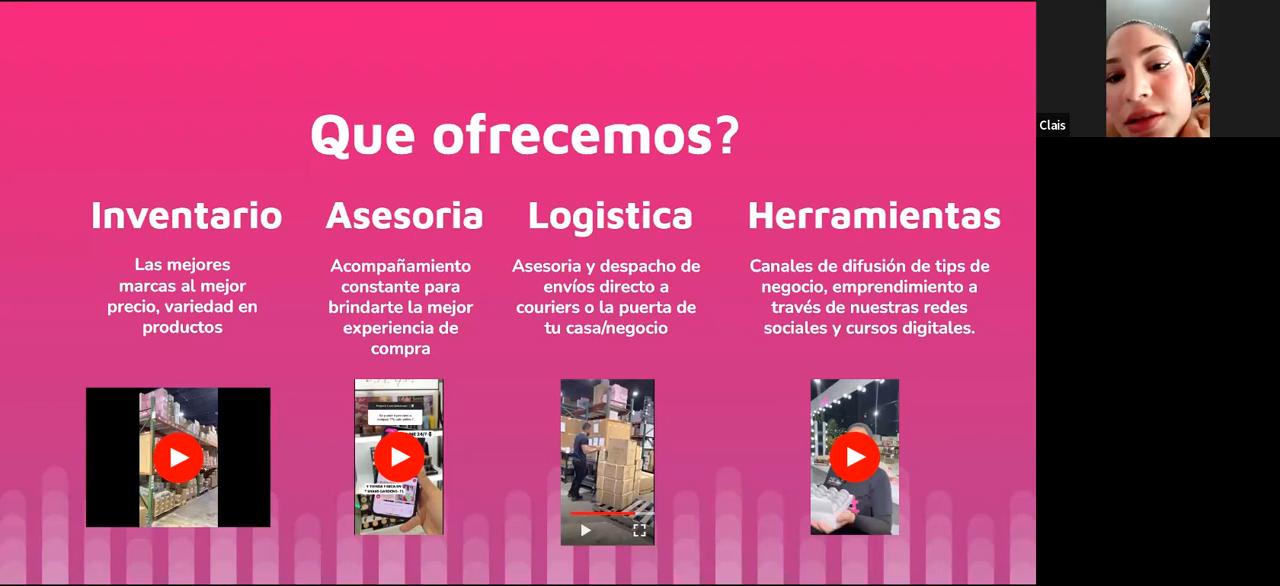 Que ofrecemos?
Clais
Inventario
Las mejores
marcas al mejor
precio, variedad en
productos
Asesoria
Acompañamiento
constante para
brindarte la mejor
experiencia de
compra
Logistica
Asesoria y despacho de
envíos directo a
couriers o la puerta de
tu casa/negocio
Herramientas
Canales de difusión de tips de
negocio, emprendimiento a
través de nuestras redes
sociales y cursos digitales.